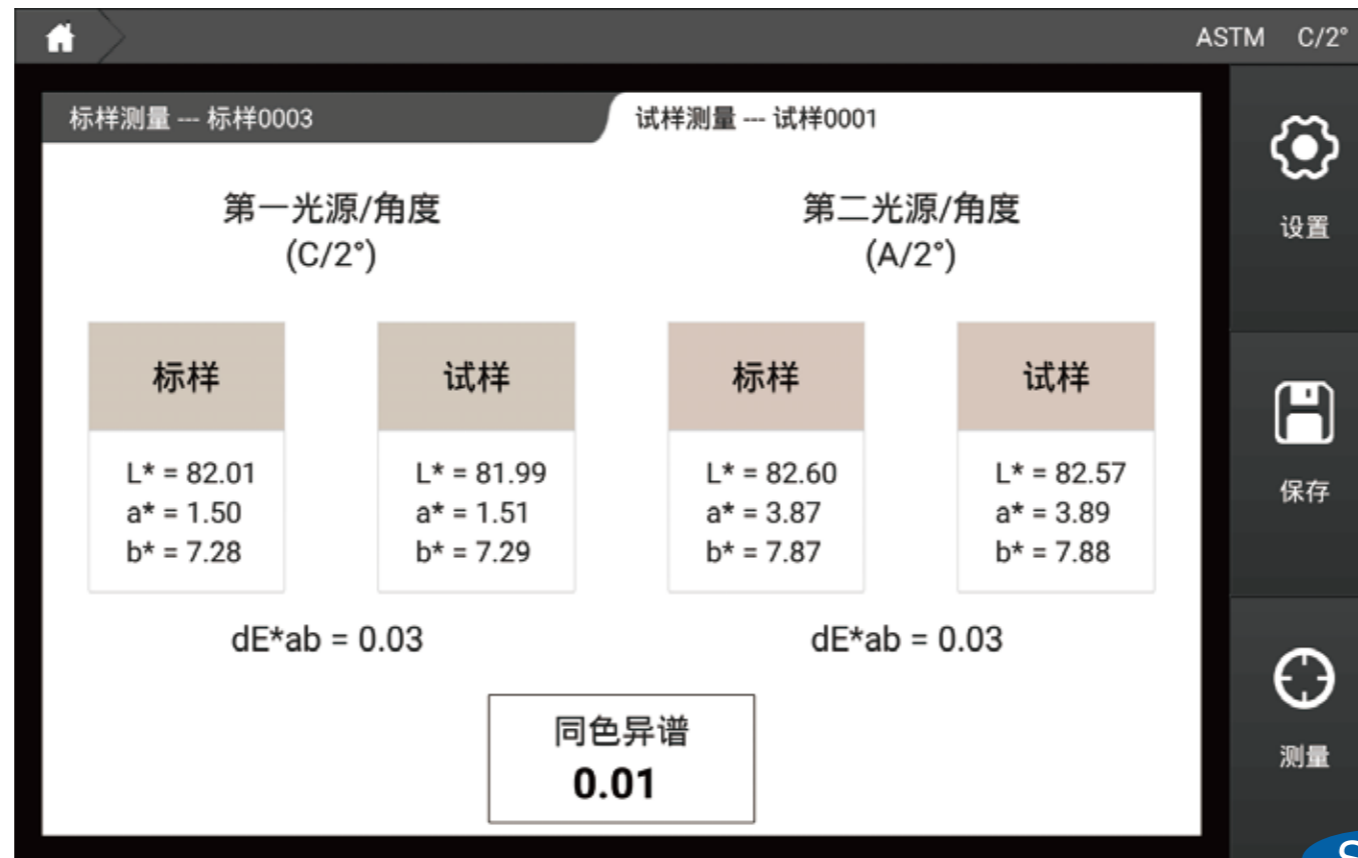 ASTM C/2°
标样测量 --- 标样0003
试样测量 --- 试样0001
第一光源/角度
(C/2°)
第二光源/角度
(A/2°)
标样
L* = 82.01
a* = 1.50
b* = 7.28
试样
L* = 81.99
a* = 1.51
b* = 7.29
标样
L* = 82.60
a* = 3.87
b* = 7.87
试样
L* = 82.57
a* = 3.89
b* = 7.88
dE*ab = 0.03
dE*ab = 0.03
同色异谱
0.01
设置
保存
测量